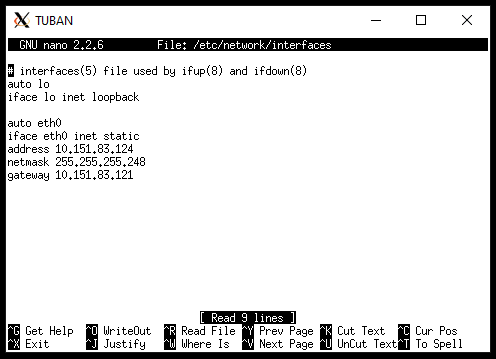 TUBAN
GNU nano 2.2.6 File: /etc/network/interfaces
# interfaces(5) file used by ifup(8) and ifdown(8)
auto lo
iface lo inet loopback
auto eth0
iface eth0 inet static
address 10.151.83.124
netmask 255.255.255.248
gateway 10.151.83.121
[ Read 9 lines ]
^G Get Help ^O WriteOut ^R Read File ^Y Prev Page ^K Cut Text ^C Cur Pos
^X Exit ^J Justify ^W Where Is ^V Next Page ^U UnCut Text ^T To Spell